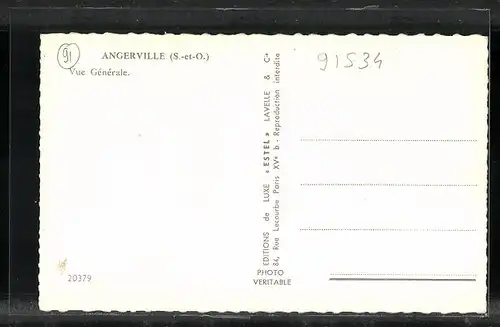 91
ANGERVILLE (S.-et-O.)
Vue Générale.
91534
EDITIONS de LUXE «ESTEL» LAVELLE & Cie
84, Rue Lecourbe Paris XVe b - Reproduction interdite
PHOTO
VERITABLE
20379